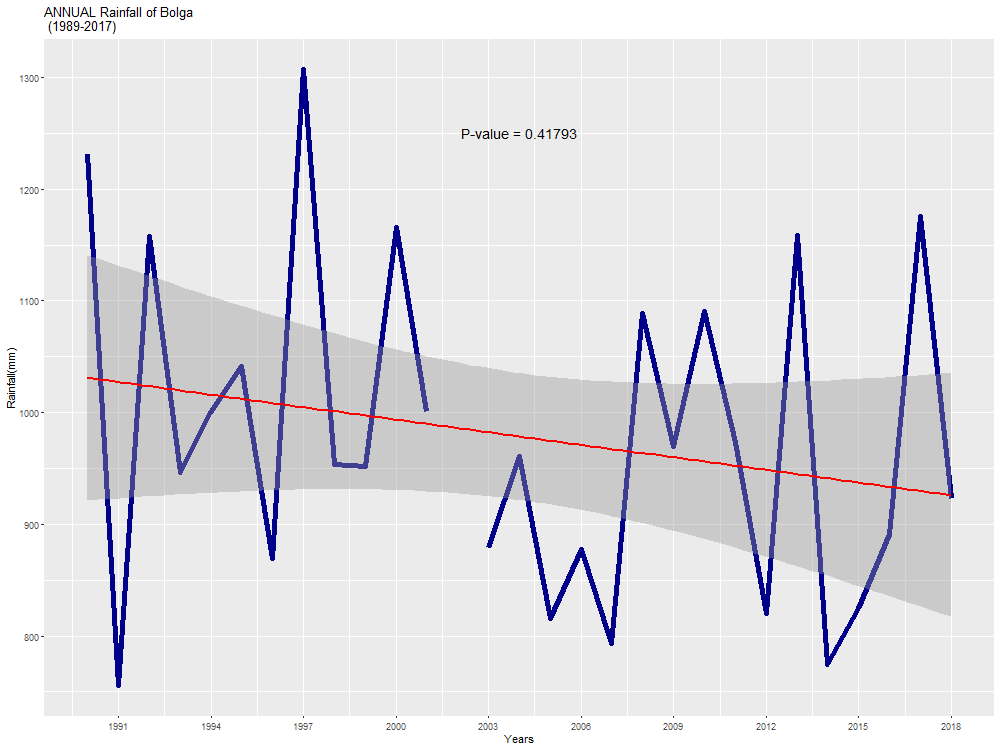 ANNUAL Rainfall of Bolga
(1989-2017)
P-value = 0.41793
Rainfall(mm)
1300
1200
1100
1000
900
800
1991 1994 1997 2000 2003 2006 2009 2012 2015 2018
Years